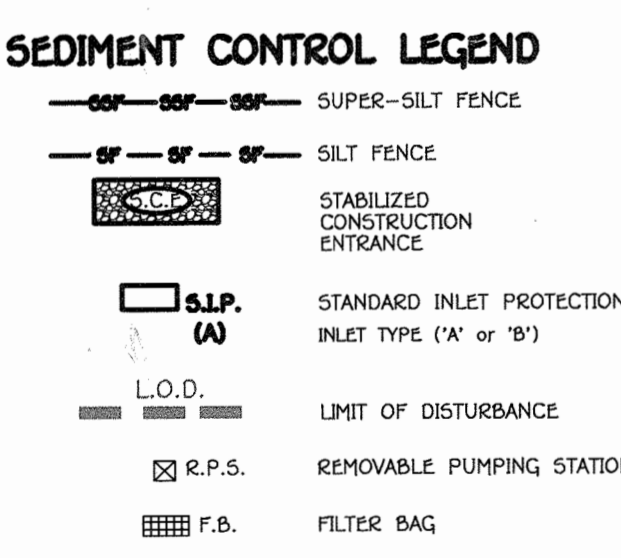 SEDIMENT CONTROL LEGEND
SSF SSF SSF SUPER-SILT FENCE
SF SF SF SILT FENCE
S.C.E. STABILIZED
CONSTRUCTION
ENTRANCE
S.I.P. STANDARD INLET PROTECTION
(A) INLET TYPE ('A' or 'B')
L.O.D.
LIMIT OF DISTURBANCE
R.P.S. REMOVABLE PUMPING STATION
F.B. FILTER BAG